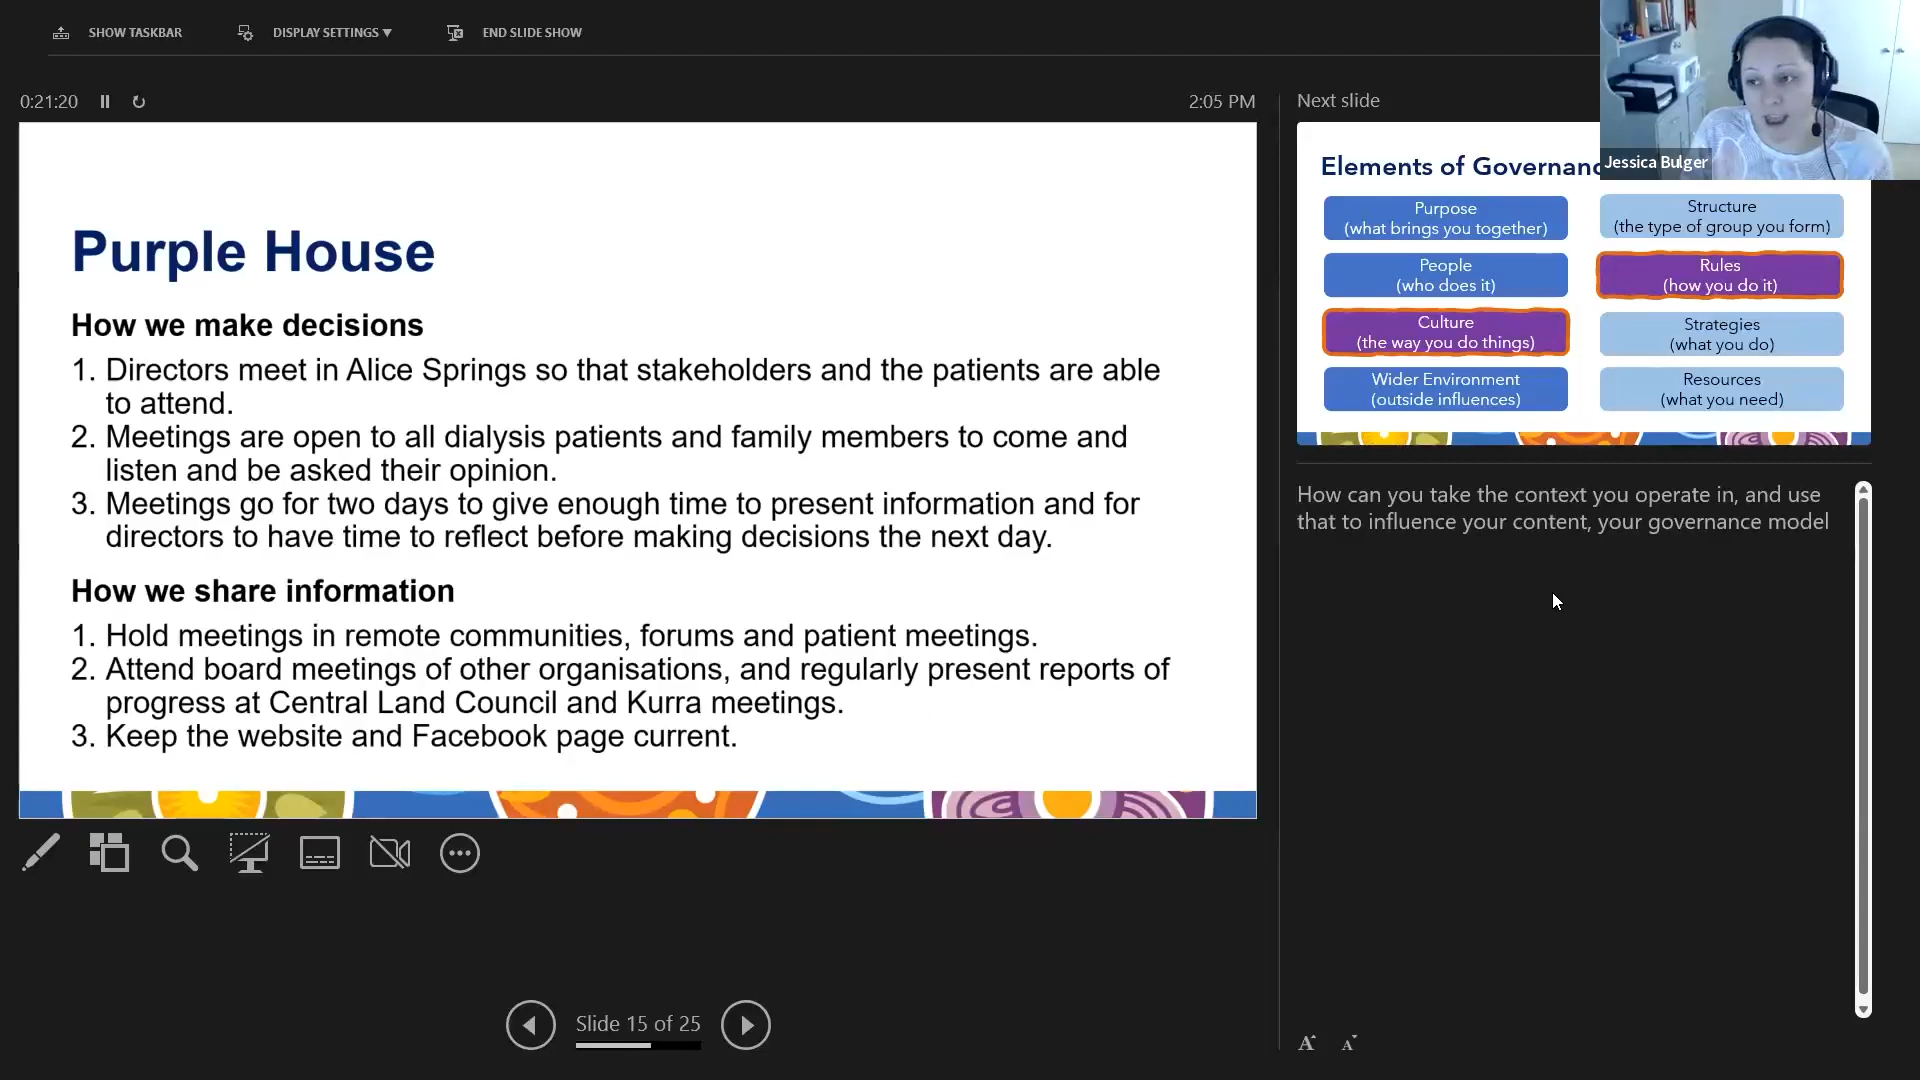 SHOW TASKBAR
DISPLAY SETTINGS ▼
END SLIDE SHOW
0:21:20
2:05 PM
Purple House
How we make decisions
1. Directors meet in Alice Springs so that stakeholders and the patients are able
to attend.
2. Meetings are open to all dialysis patients and family members to come and
listen and be asked their opinion.
3. Meetings go for two days to give enough time to present information and for
directors to have time to reflect before making decisions the next day.
How we share information
1. Hold meetings in remote communities, forums and patient meetings.
2. Attend board meetings of other organisations, and regularly present reports of
progress at Central Land Council and Kurra meetings.
3. Keep the website and Facebook page current.
Slide 15 of 25
Next slide
Jessica Bulger
Elements of
Purpose
(what brings you together)
People
(who does it)
Culture
(the way you do things)
Wider Environment
(outside influences)
Structure
(the type of group you form)
Rules
(how you do it)
Strategies
(what you do)
Resources
(what you need)
How can you take the context you operate in, and use
that to influence your content, your governance model
A A